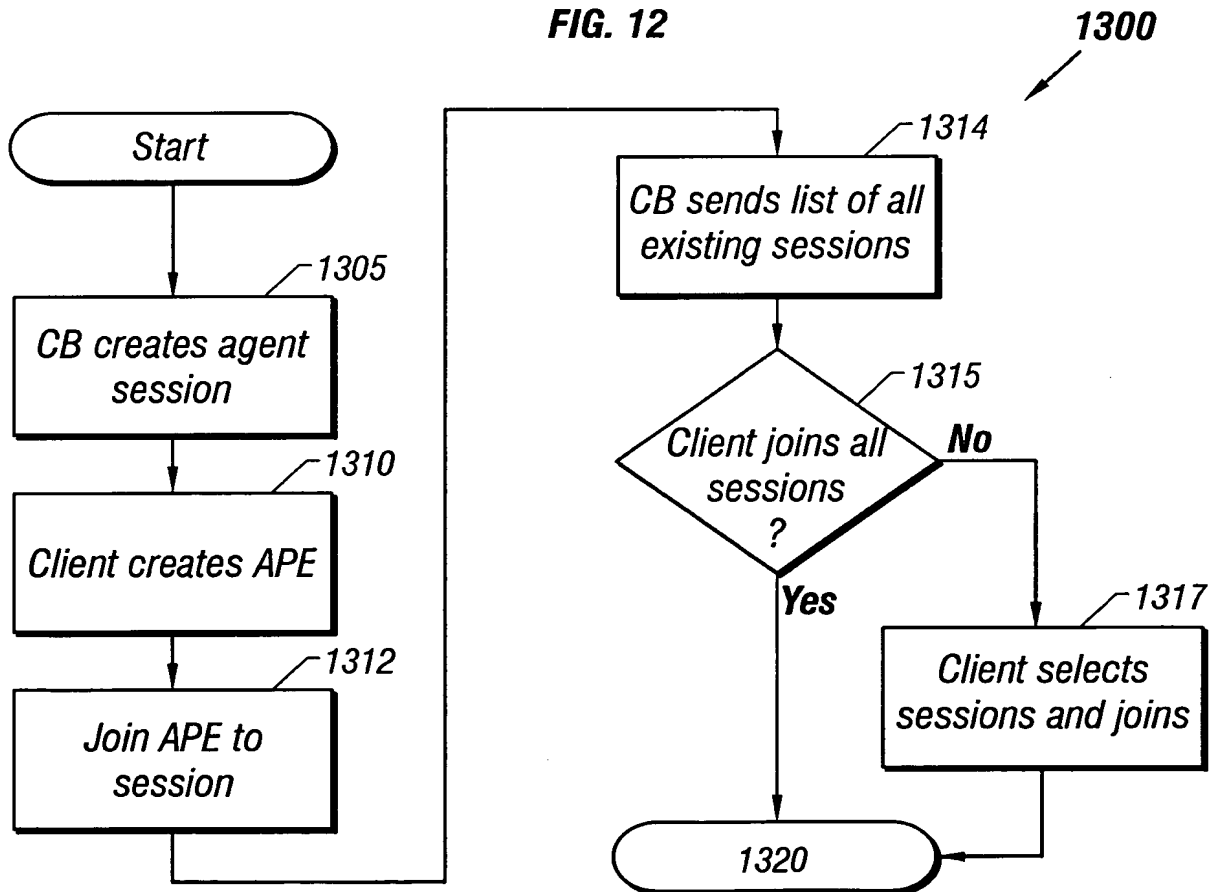 FIG. 12
1300
Start
1305
CB creates agent
session
1310
Client creates APE
1312
Join APE to
session
1314
CB sends list of all
existing sessions
1315
Client joins all
sessions
?
No
Yes
1317
Client selects
sessions and joins
1320